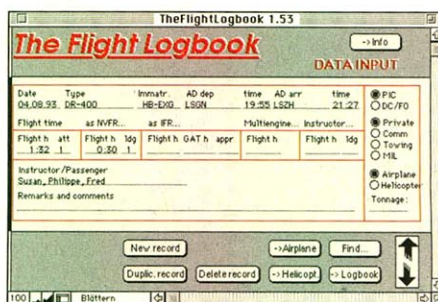 TheFlightLogbook 1.53
The Flight Logbook
->Info
DATA INPUT
Date Type Immatr. AD dep time AD arr time
04.08.93 DR-400 HB-EXG LSGN 19:55 LSZH 21:27
Flight time as NVFR... as IFR... Multiengine... Instructor...
Flight h att Flight h ldg Flight h GAT h appr Flight h Flight h ldg
1:32 1 0:30 1
Instructor/Passenger
Susan, Philippe, Fred
Remarks and comments
PIC
DC/FO
Private
Comm
Towing
MIL
Airplane
Helicopter
Tonnage:
New record ->Airplane Find...
Duplic. record Delete record ->Helicopt. ->Logbook
100 Blättern